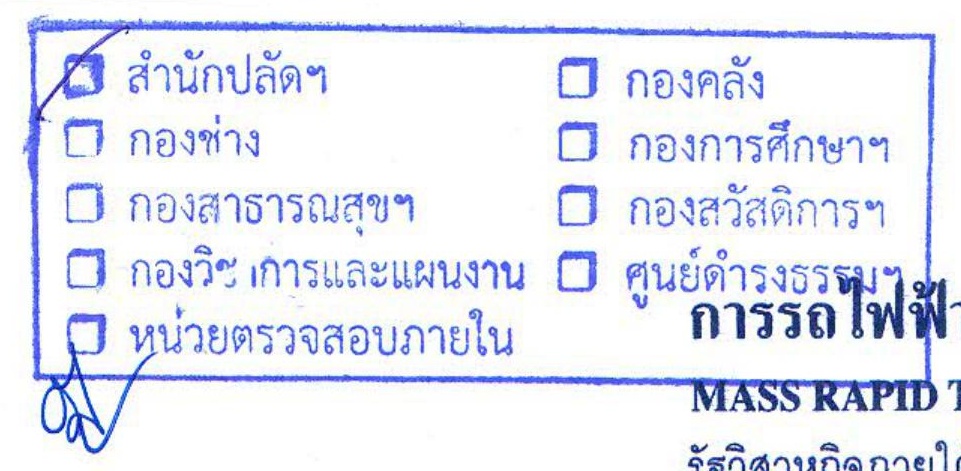 สำนักปลัดฯ กองคลัง
กองช่าง กองการศึกษาฯ
กองสาธารณสุขฯ กองสวัสดิการฯ
กองวิชาการและแผนงาน ศูนย์ดำรงธรรมฯ
หน่วยตรวจสอบภายใน
การรถไฟฟ้า
MASS RAPID T
รัฐวิสาหกิจภายใต้